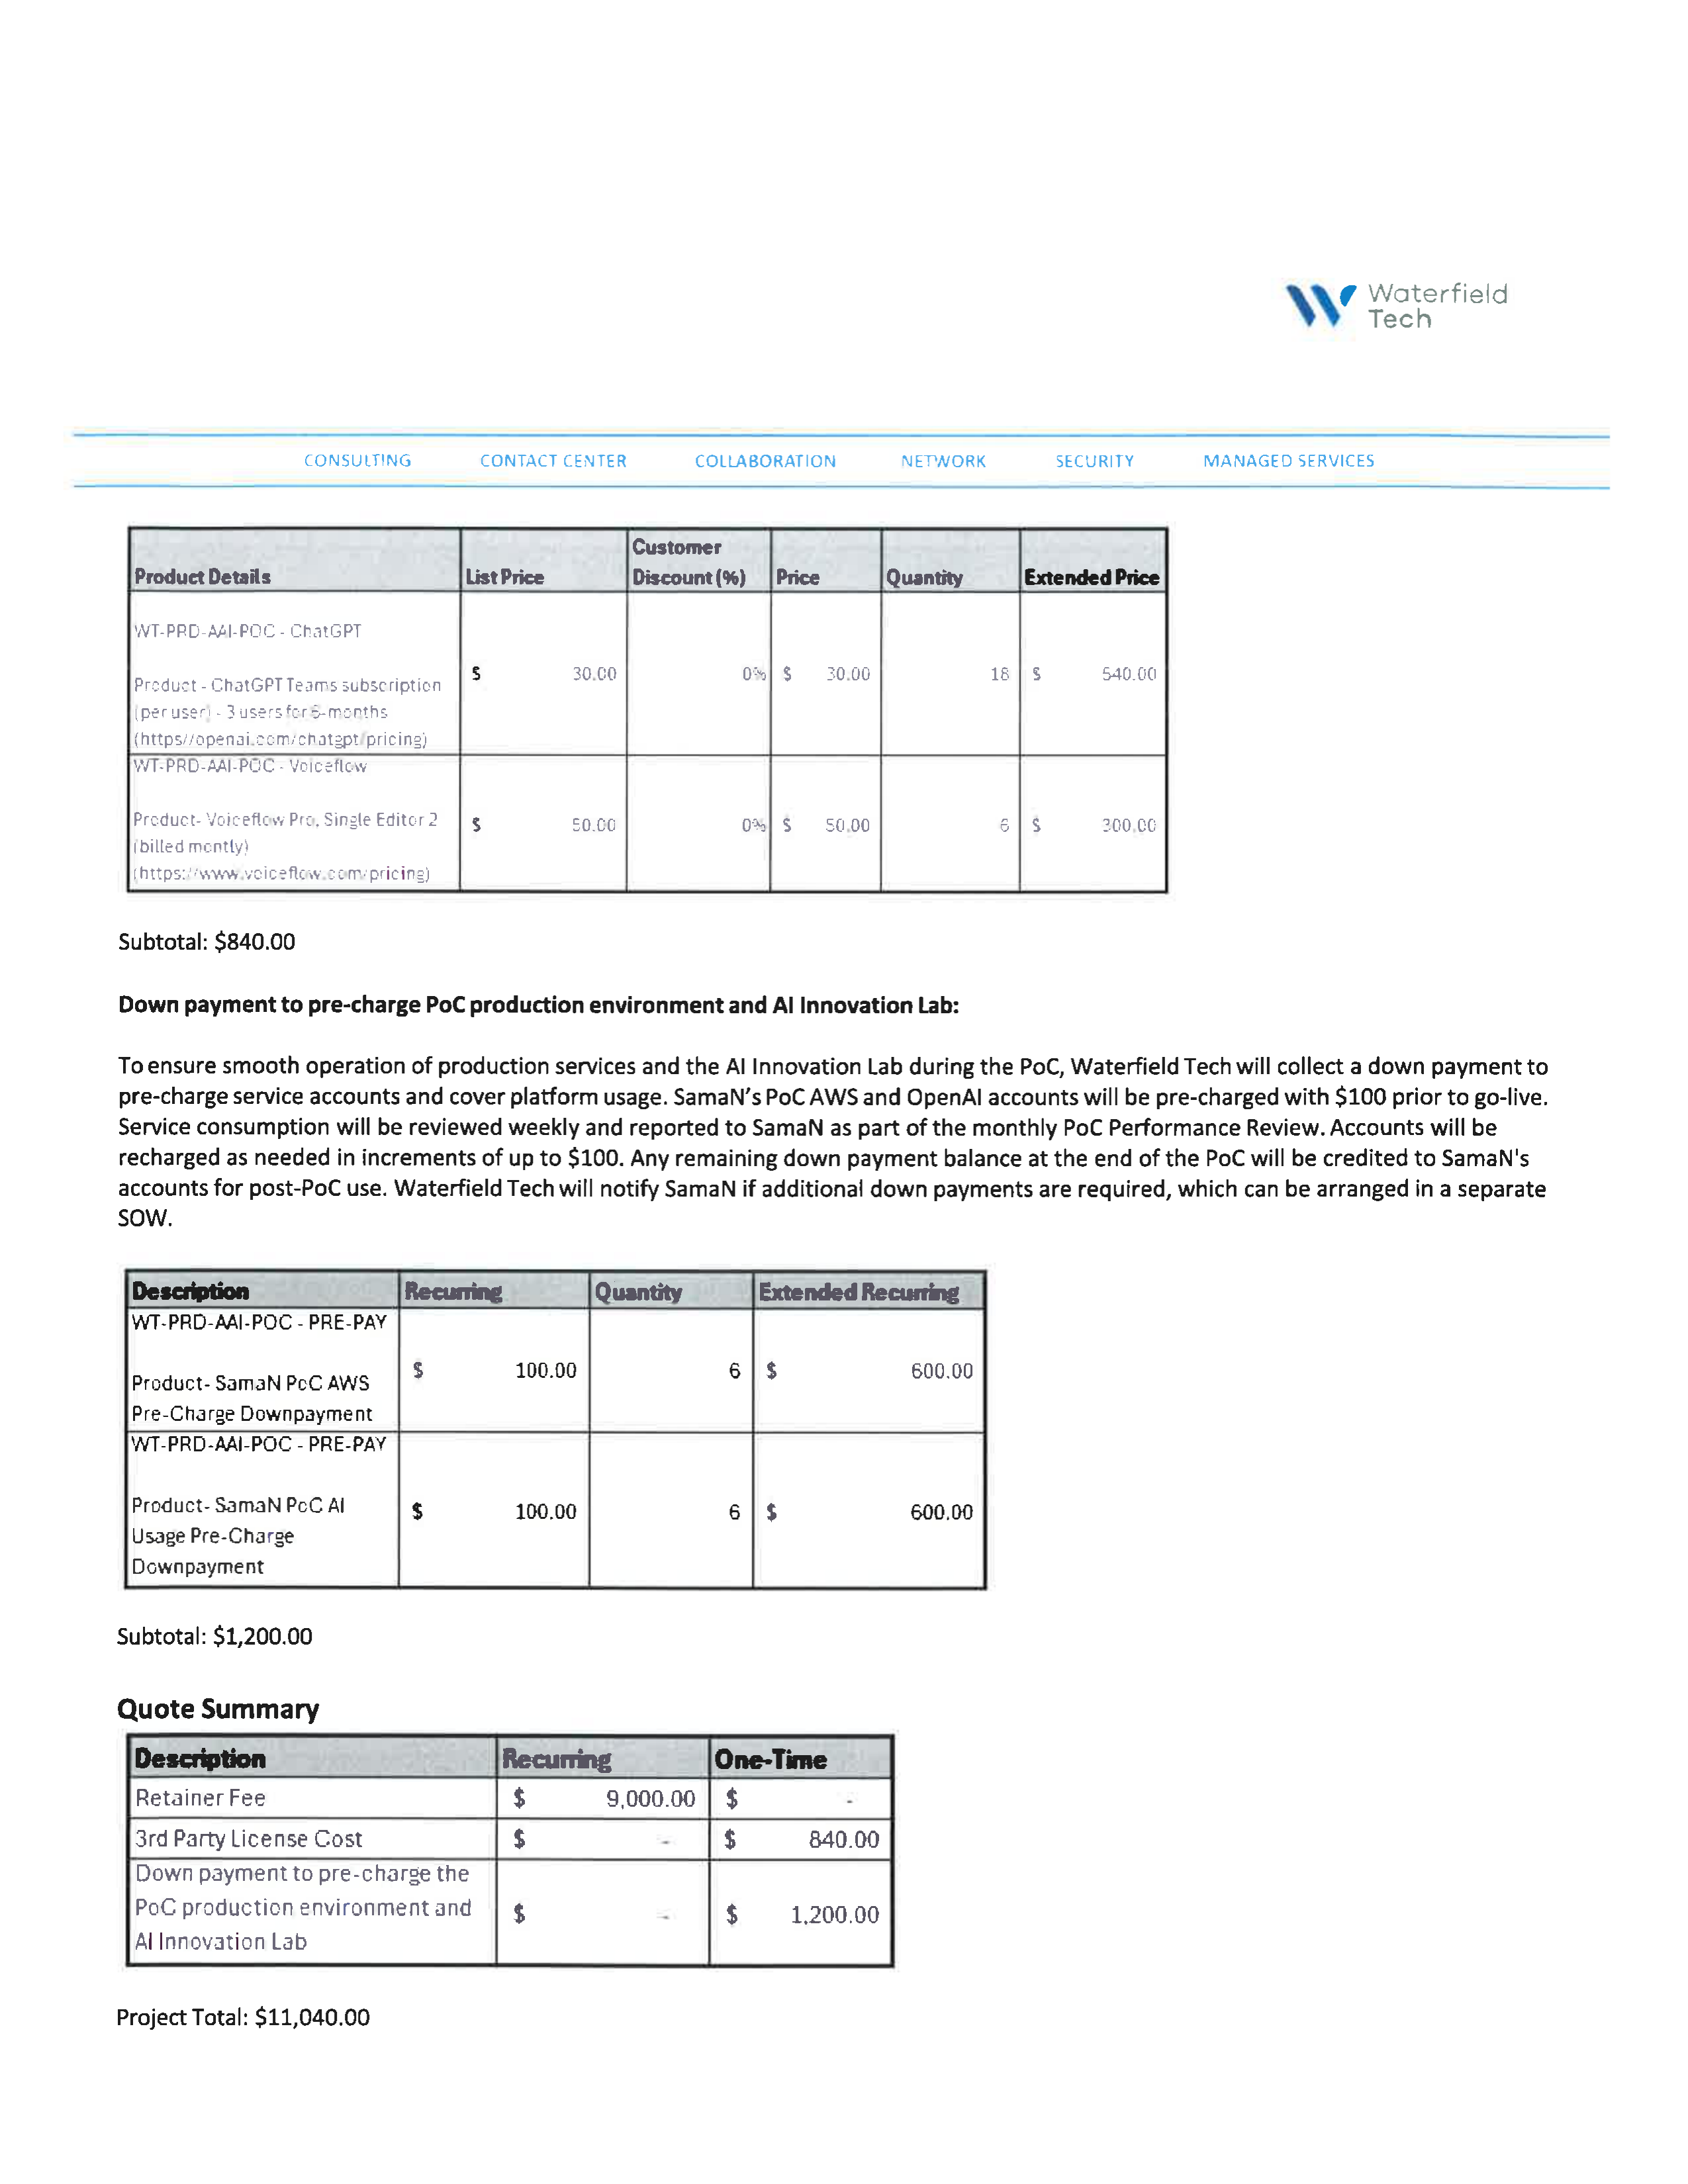 Waterfield
Tech
CONSULTING CONTACT CENTER COLLABORATION NETWORK SECURITY MANAGED SERVICES
Product Details List Price Customer Discount (%) Price Quantity Extended Price
WT-PRD-AAI-POC - ChatGPT
Product - ChatGPT Teams subscription
(per user) - 3 users for 6-months
(https//openai.com/chatgpt/pricing)
$ 30.00 0% $ 30.00 18 $ 540.00
WT-PRD-AAI-POC - Voiceflow
Product- Voiceflow Pro, Single Editor 2
(billed montly)
(https://www.voiceflow.com/pricing)
$ 50.00 0% $ 50.00 6 $ 300.00
Subtotal: $840.00
Down payment to pre-charge PoC production environment and AI Innovation Lab:
To ensure smooth operation of production services and the AI Innovation Lab during the PoC, Waterfield Tech will collect a down payment to
pre-charge service accounts and cover platform usage. SamaN's PoC AWS and OpenAI accounts will be pre-charged with $100 prior to go-live.
Service consumption will be reviewed weekly and reported to SamaN as part of the monthly PoC Performance Review. Accounts will be
recharged as needed in increments of up to $100. Any remaining down payment balance at the end of the PoC will be credited to SamaN's
accounts for post-PoC use. Waterfield Tech will notify SamaN if additional down payments are required, which can be arranged in a separate
SOW.
Description Recurring Quantity Extended Recurring
WT-PRD-AAI-POC - PRE-PAY
Product- SamaN PoC AWS
Pre-Charge Downpayment
$ 100.00 6 $ 600.00
WT-PRD-AAI-POC - PRE-PAY
Product- SamaN PoC AI
Usage Pre-Charge
Downpayment
$ 100.00 6 $ 600.00
Subtotal: $1,200.00
Quote Summary
Description Recurring One-Time
Retainer Fee $ 9,000.00 $ -
3rd Party License Cost $ - $ 840.00
Down payment to pre-charge the
PoC production environment and
AI Innovation Lab
$ - $ 1,200.00
Project Total: $11,040.00